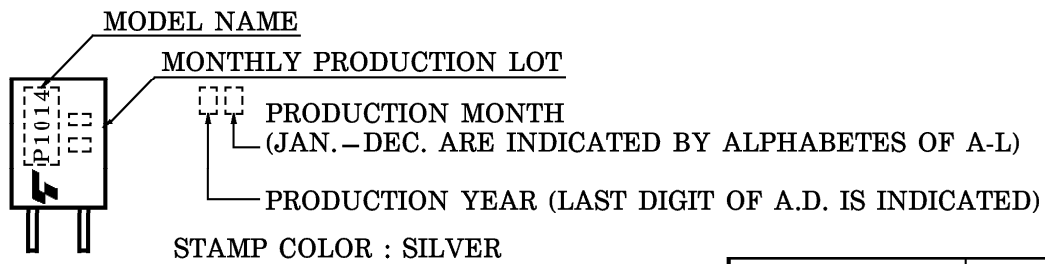 MODEL NAME
MONTHLY PRODUCTION LOT
P1014
PRODUCTION MONTH
(JAN.–DEC. ARE INDICATED BY ALPHABETES OF A-L)
PRODUCTION YEAR (LAST DIGIT OF A.D. IS INDICATED)
STAMP COLOR : SILVER